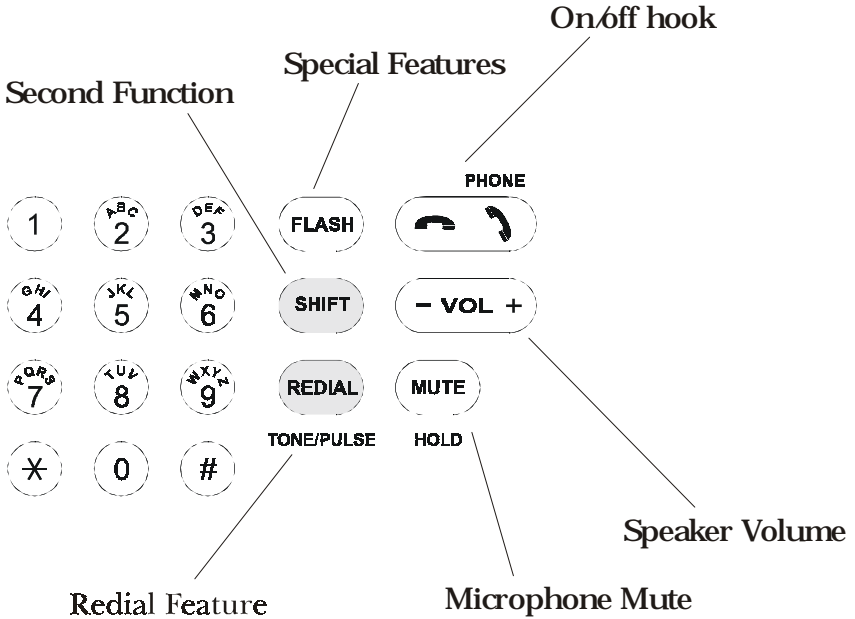 On/off hook
Special Features
Second Function
PHONE
1
ABC
2
DEF
3
FLASH
GHI
4
JKL
5
MNO
6
SHIFT
- VOL +
PQRS
7
TUV
8
WXYZ
9
REDIAL
MUTE
TONE/PULSE
HOLD
*
0
#
Speaker Volume
Redial Feature
Microphone Mute